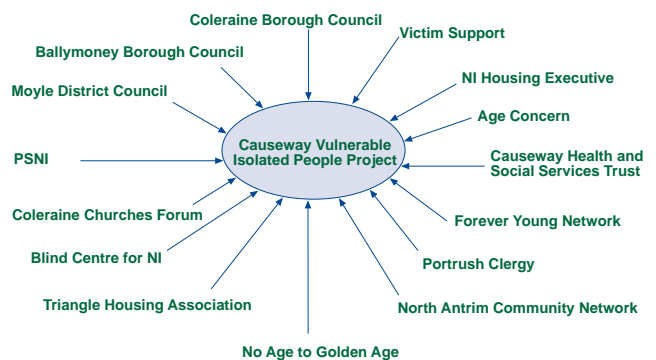 Coleraine Borough Council
Victim Support
Ballymoney Borough Council
NI Housing Executive
Moyle District Council
Age Concern
Causeway Vulnerable
Isolated People Project
PSNI
Causeway Health and
Social Services Trust
Coleraine Churches Forum
Forever Young Network
Blind Centre for NI
Portrush Clergy
Triangle Housing Association
North Antrim Community Network
No Age to Golden Age